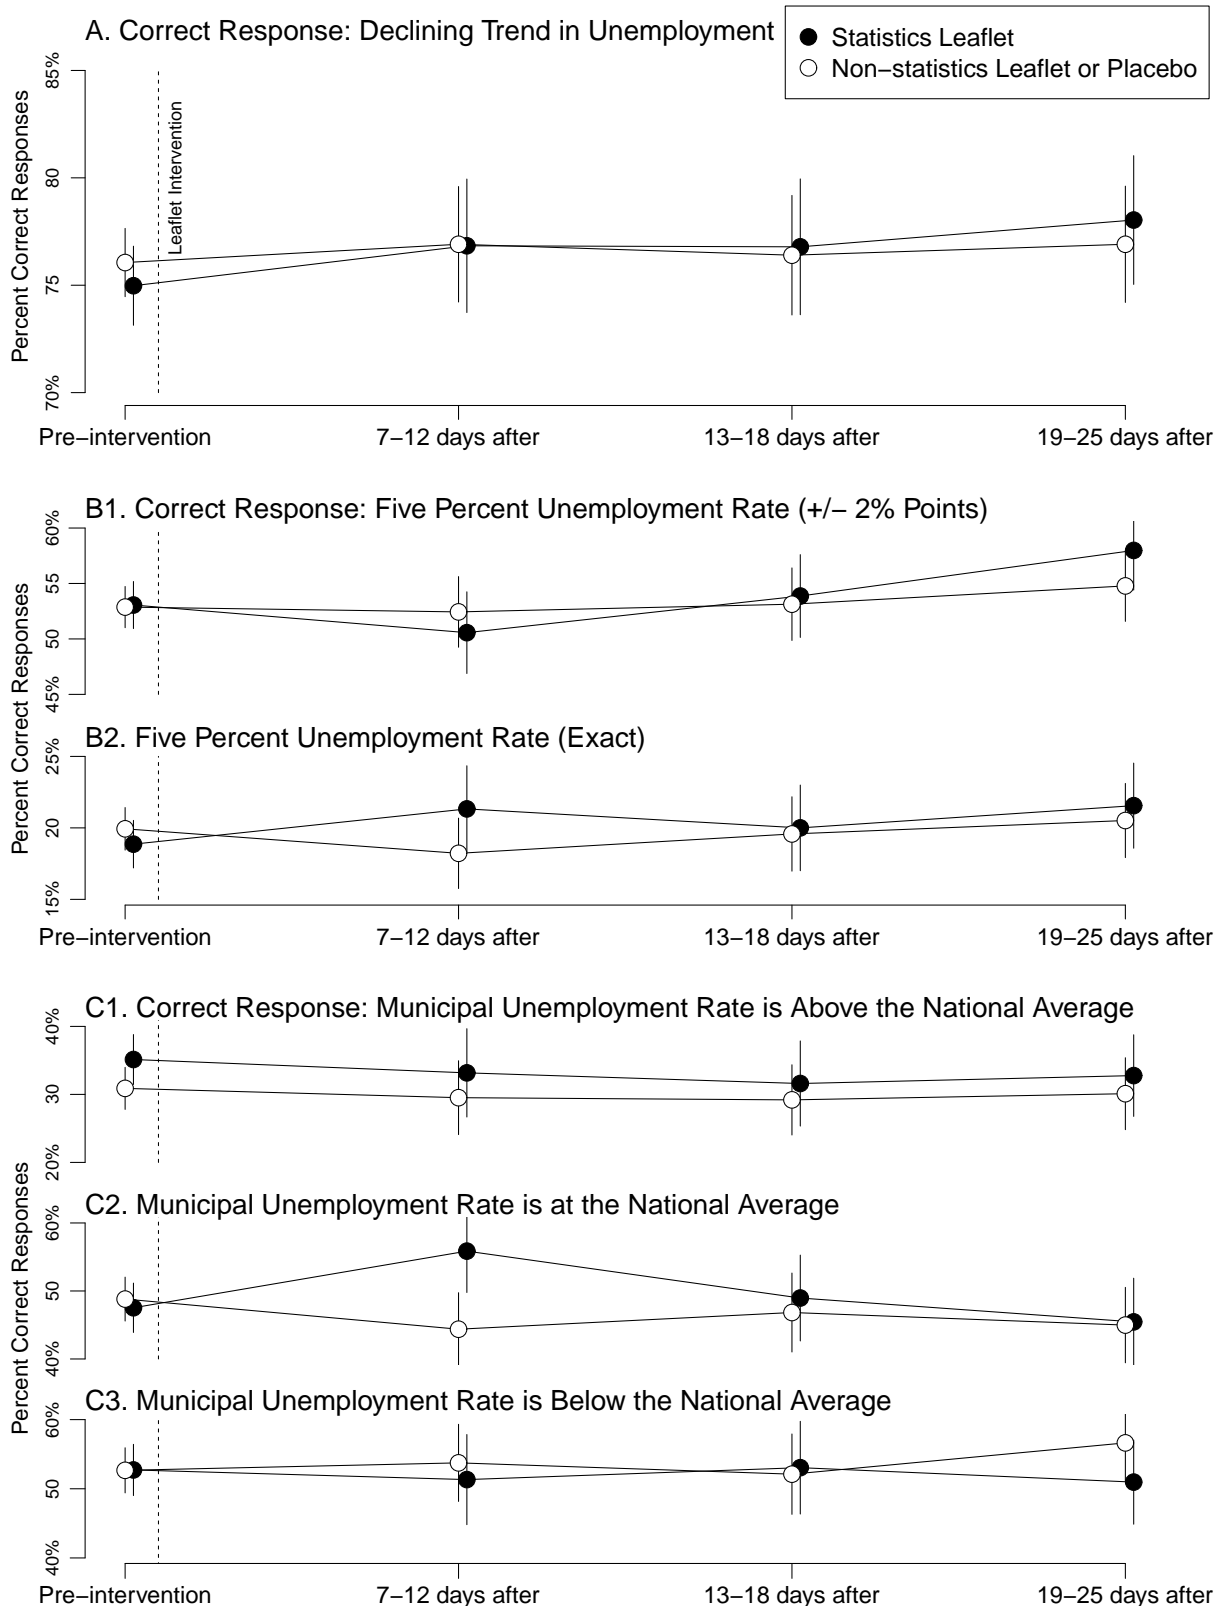 A. Correct Response: Declining Trend in Unemployment
Statistics Leaflet
Non−statistics Leaflet or Placebo
Percent Correct Responses
85%
80
75
70%
Leaflet Intervention
Pre−intervention
7−12 days after
13−18 days after
19−25 days after
B1. Correct Response: Five Percent Unemployment Rate (+/− 2% Points)
Percent Correct Responses
60%
55
50
45%
B2. Five Percent Unemployment Rate (Exact)
Percent Correct Responses
25%
20
15%
Pre−intervention
7−12 days after
13−18 days after
19−25 days after
C1. Correct Response: Municipal Unemployment Rate is Above the National Average
40%
30
20%
Percent Correct Responses
C2. Municipal Unemployment Rate is at the National Average
60%
50
40%
C3. Municipal Unemployment Rate is Below the National Average
60%
50
40%
Pre−intervention
7−12 days after
13−18 days after
19−25 days after